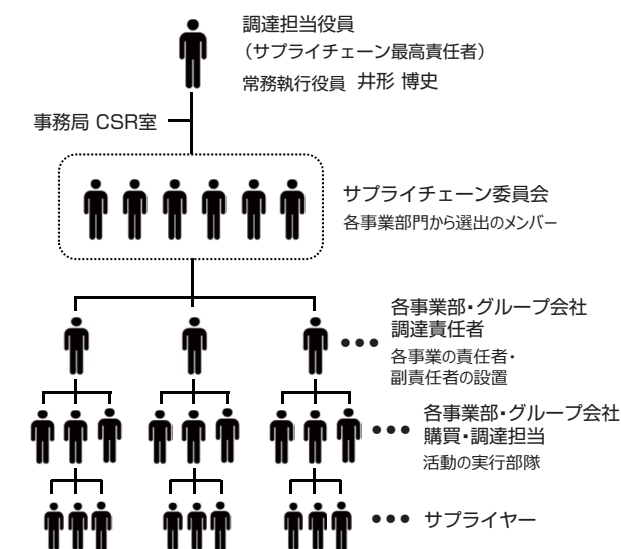 調達担当役員
（サプライチェーン最高責任者）
常務執行役員 井形 博史
事務局 CSR室
サプライチェーン委員会
各事業部門から選出のメンバー
各事業部・グループ会社
調達責任者
各事業の責任者・
副責任者の設置
各事業部・グループ会社
購買・調達担当
活動の実行部隊
サプライヤー